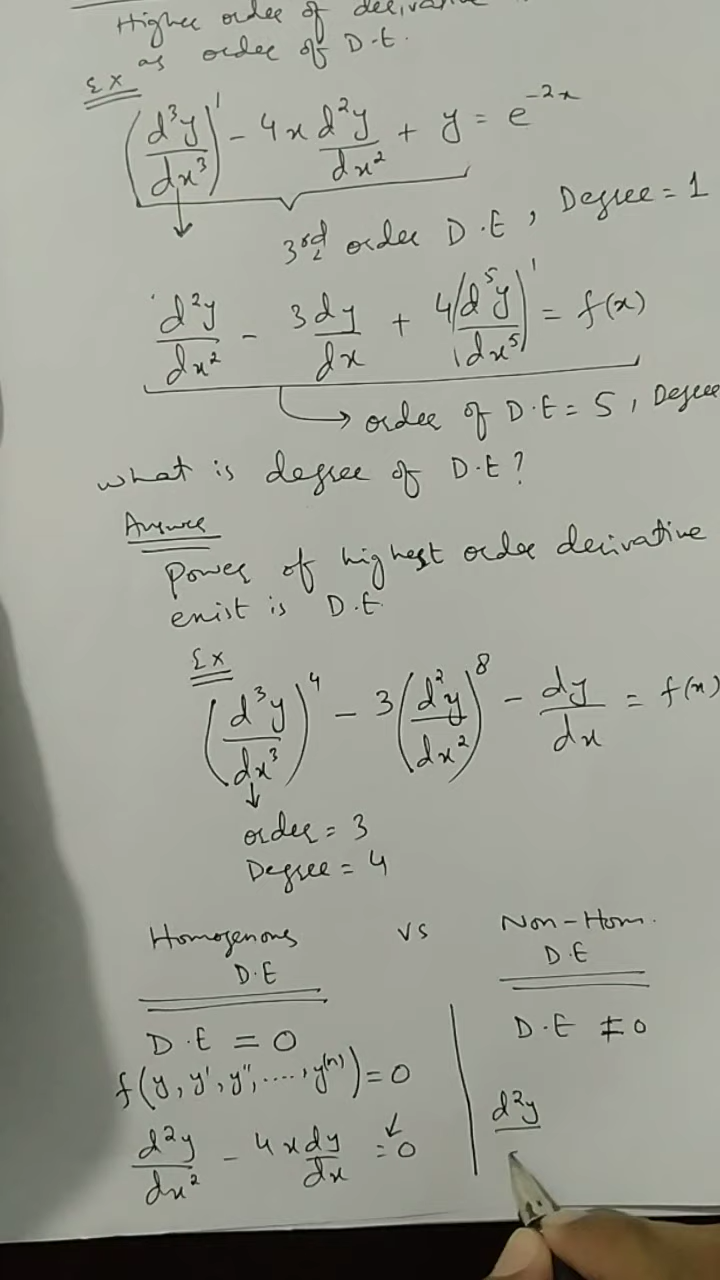 Higher order of derivative
as order of D.E.
Ex
(d³y/dx³)¹ - 4x d²y/dx² + y = e^(-2x)
3rd order D.E, Degree = 1
d²y/dx² - 3dy/dx + 4(d⁵y/dx⁵)¹ = f(x)
order of D.E = 5, Degree
what is degree of D.E?
Answer
Power of highest order derivative
exist is D.E.
Ex
(d³y/dx³)⁴ - 3(d²y/dx²)⁸ - dy/dx = f(x)
order = 3
Degree = 4
Homogenous vs Non-Hom.
D.E D.E
D.E = 0 D.E ≠ 0
f(y, y', y'', ...., y⁽ⁿ⁾) = 0
d²y/dx² - 4x dy/dx = 0 d²y